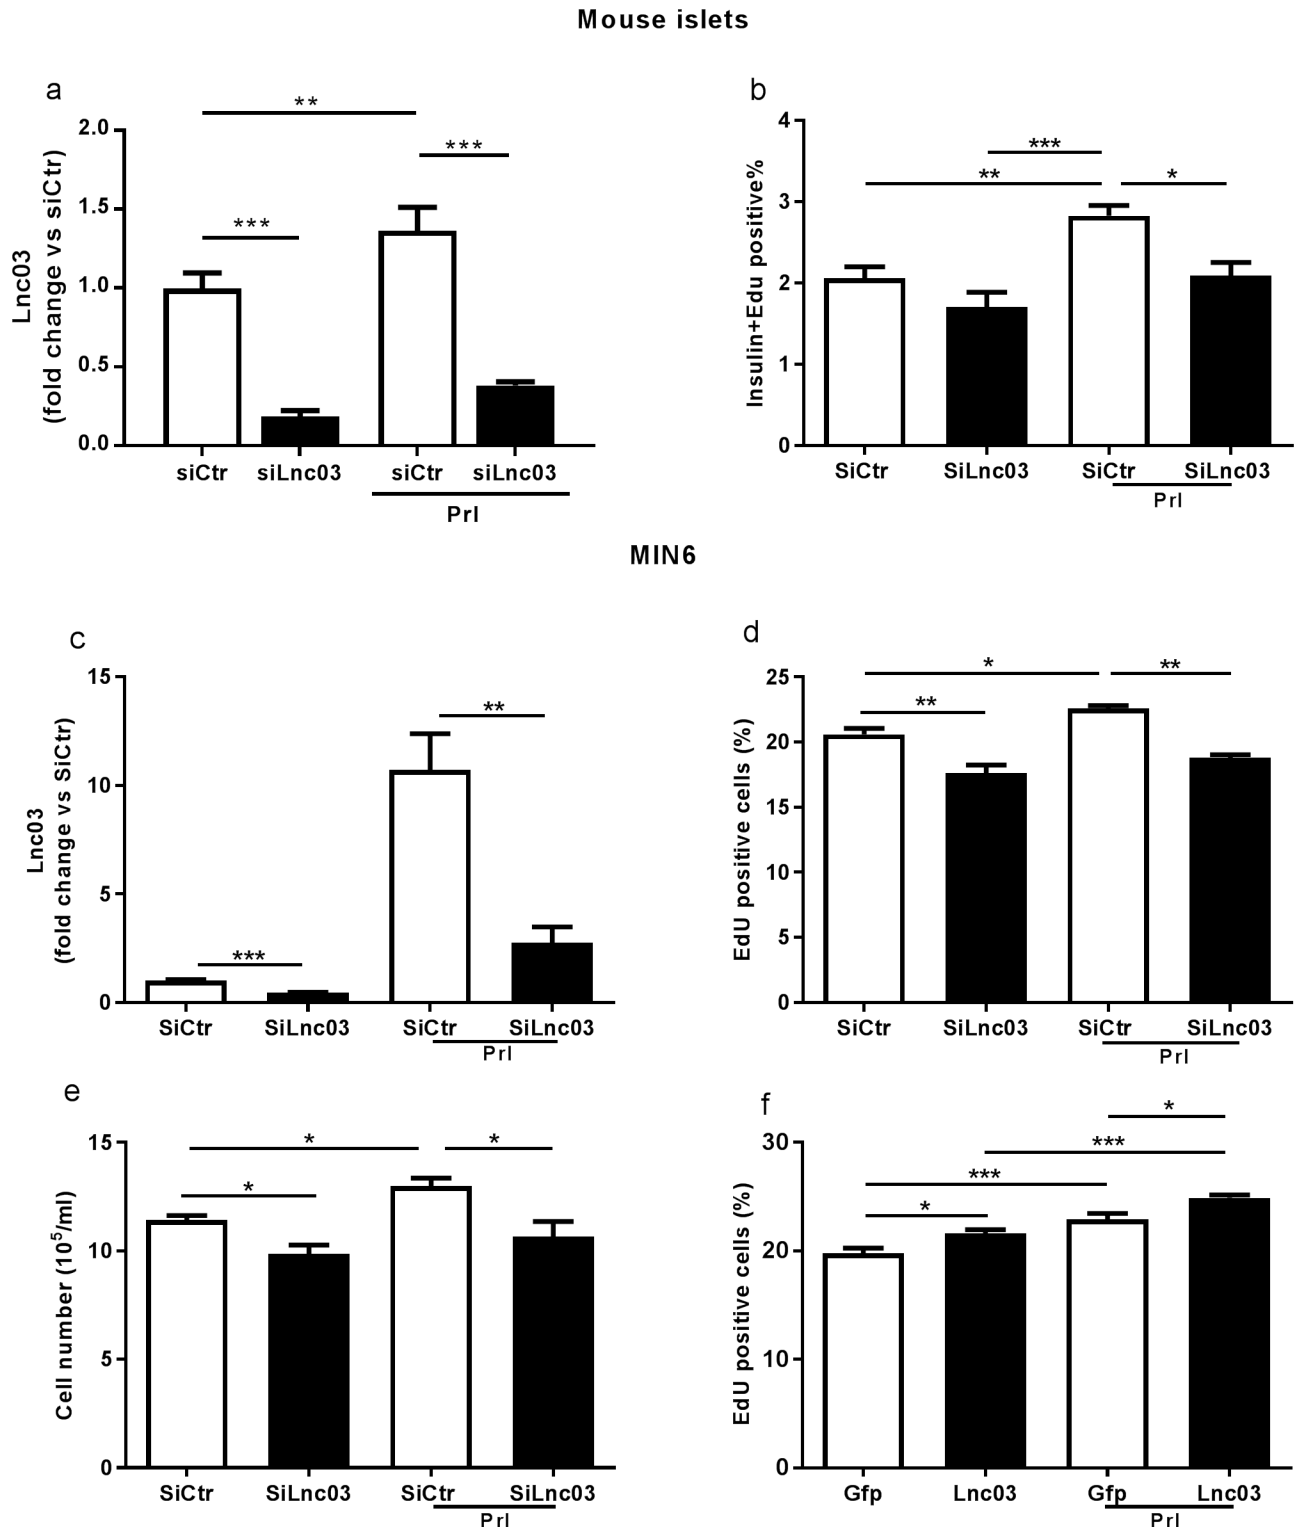 Mouse islets
a
**
***
***
2.0
1.5
1.0
0.5
0.0
Lnc03
(fold change vs siCtr)
siCtr siLnc03 siCtr siLnc03
Prl
b
***
** *
4
3
2
1
0
Insulin+Edu positive%
SiCtr SiLnc03 SiCtr SiLnc03
Prl
MIN6
c
**
***
15
10
5
0
Lnc03
(fold change vs SiCtr)
SiCtr SiLnc03 SiCtr SiLnc03
Prl
d
* **
**
25
20
15
10
5
0
EdU positive cells (%)
SiCtr SiLnc03 SiCtr SiLnc03
Prl
e
* *
*
15
10
5
0
Cell number (10⁵/ml)
SiCtr SiLnc03 SiCtr SiLnc03
Prl
f
*
***
***
*
30
20
10
0
EdU positive cells (%)
Gfp Lnc03 Gfp Lnc03
Prl